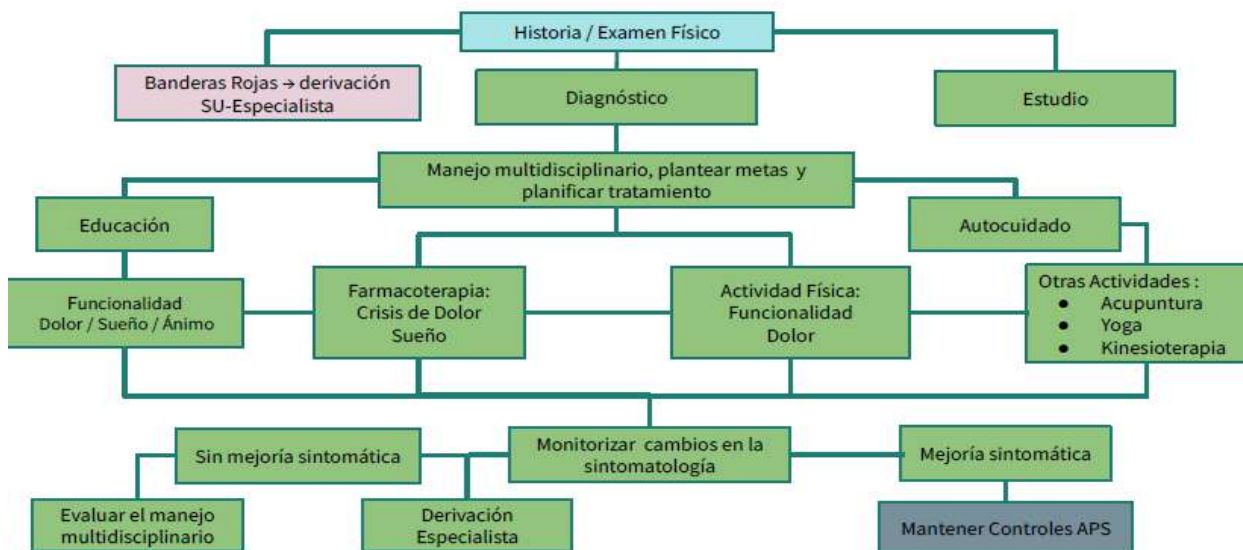 Historia / Examen Físico
Banderas Rojas → derivación
SU-Especialista
Diagnóstico
Estudio
Manejo multidisciplinario, plantear metas y
planificar tratamiento
Educación
Autocuidado
Funcionalidad
Dolor / Sueño / Ánimo
Farmacoterapia:
Crisis de Dolor
Sueño
Actividad Física:
Funcionalidad
Dolor
Otras Actividades :
● Acupuntura
● Yoga
● Kinesioterapia
Sin mejoría sintomática
Monitorizar cambios en la
sintomatología
Mejoría sintomática
Evaluar el manejo
multidisciplinario
Derivación
Especialista
Mantener Controles APS